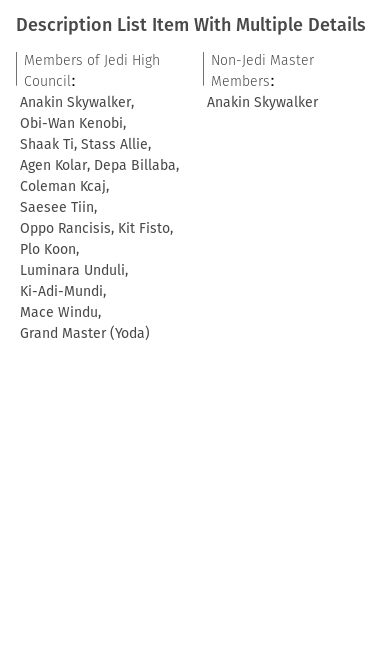 Description List Item With Multiple Details
Members of Jedi High
Council:
Anakin Skywalker,
Obi-Wan Kenobi,
Shaak Ti, Stass Allie,
Agen Kolar, Depa Billaba,
Coleman Kcaj,
Saesee Tiin,
Oppo Rancisis, Kit Fisto,
Plo Koon,
Luminara Unduli,
Ki-Adi-Mundi,
Mace Windu,
Grand Master (Yoda)
Non-Jedi Master
Members:
Anakin Skywalker